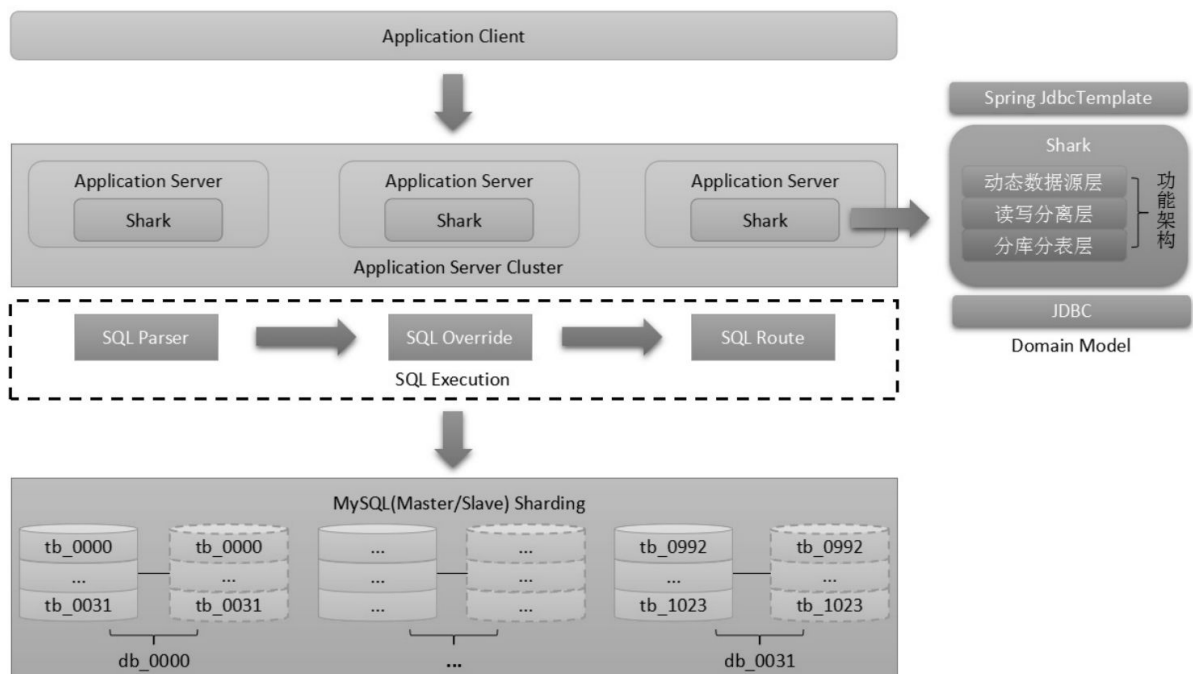 Application Client
Application Server
Shark
Application Server
Shark
Application Server
Shark
Application Server Cluster
Spring JdbcTemplate
Shark
动态数据源层
读写分离层
分库分表层
功能架构
JDBC
Domain Model
SQL Parser
SQL Override
SQL Route
SQL Execution
MySQL(Master/Slave) Sharding
tb_0000
...
tb_0031
tb_0000
...
tb_0031
db_0000
...
...
...
...
...
...
...
tb_0992
...
tb_1023
tb_0992
...
tb_1023
db_0031